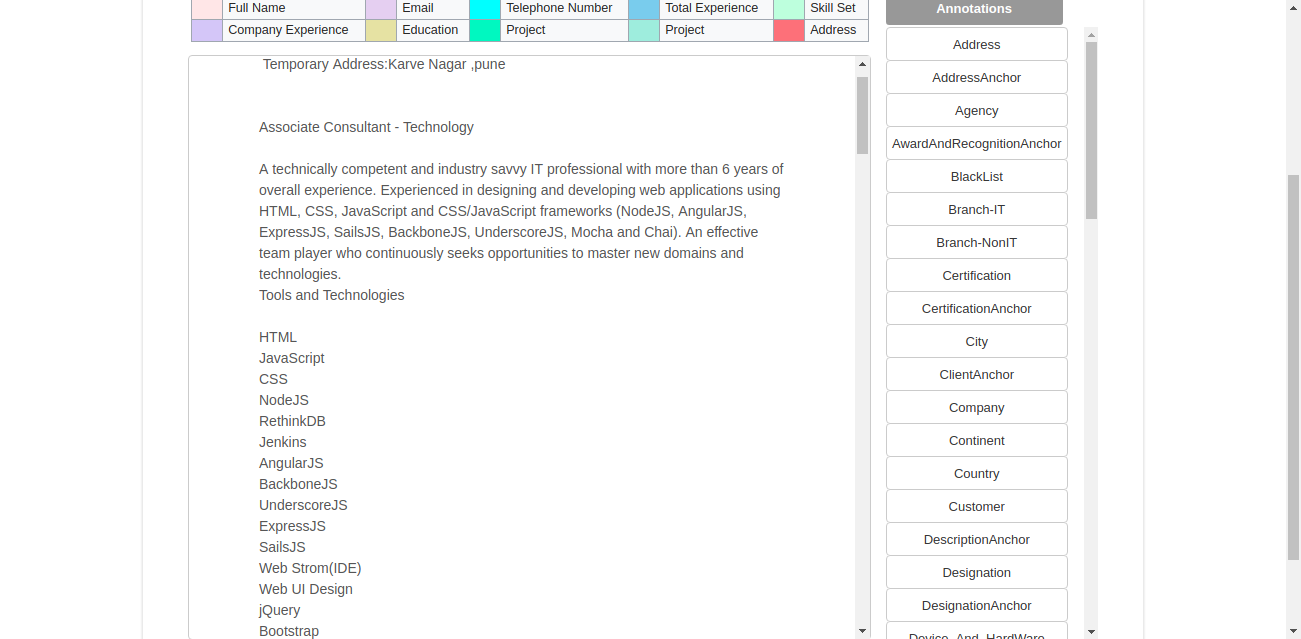 Full Name Email Telephone Number Total Experience Skill Set
Company Experience Education Project Project Address
Temporary Address:Karve Nagar ,pune
Associate Consultant - Technology
A technically competent and industry savvy IT professional with more than 6 years of
overall experience. Experienced in designing and developing web applications using
HTML, CSS, JavaScript and CSS/JavaScript frameworks (NodeJS, AngularJS,
ExpressJS, SailsJS, BackboneJS, UnderscoreJS, Mocha and Chai). An effective
team player who continuously seeks opportunities to master new domains and
technologies.
Tools and Technologies
HTML
JavaScript
CSS
NodeJS
RethinkDB
Jenkins
AngularJS
BackboneJS
UnderscoreJS
ExpressJS
SailsJS
Web Strom(IDE)
Web UI Design
jQuery
Bootstrap
Annotations
Address
AddressAnchor
Agency
AwardAndRecognitionAnchor
BlackList
Branch-IT
Branch-NonIT
Certification
CertificationAnchor
City
ClientAnchor
Company
Continent
Country
Customer
DescriptionAnchor
Designation
DesignationAnchor
Device_And_HardWare